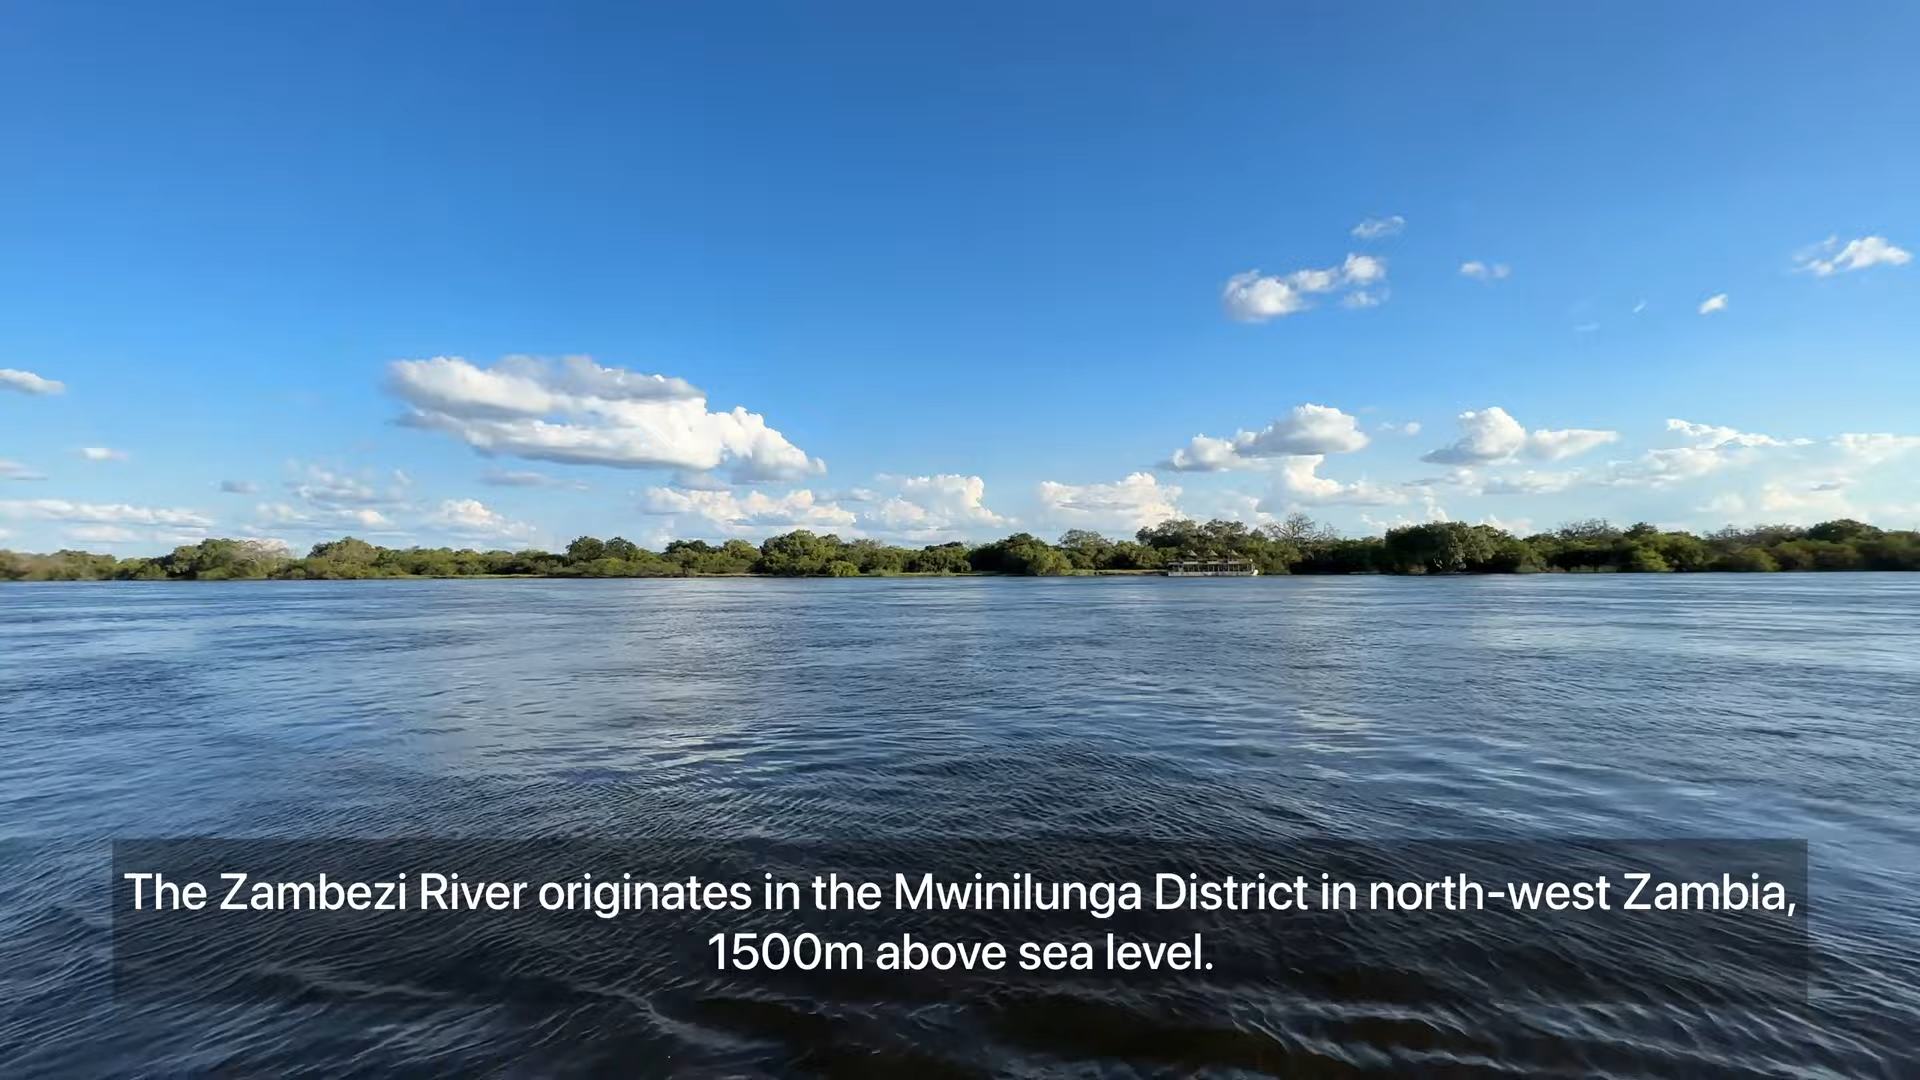 The Zambezi River originates in the Mwinilunga District in north-west Zambia,
1500m above sea level.